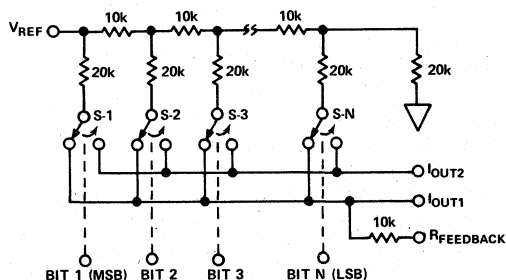 10k 10k 10k
VREF
20k 20k 20k 20k 20k
S-1 S-2 S-3 S-N
IOUT2
IOUT1
10k
RFEEDBACK
BIT 1 (MSB) BIT 2 BIT 3 BIT N (LSB)